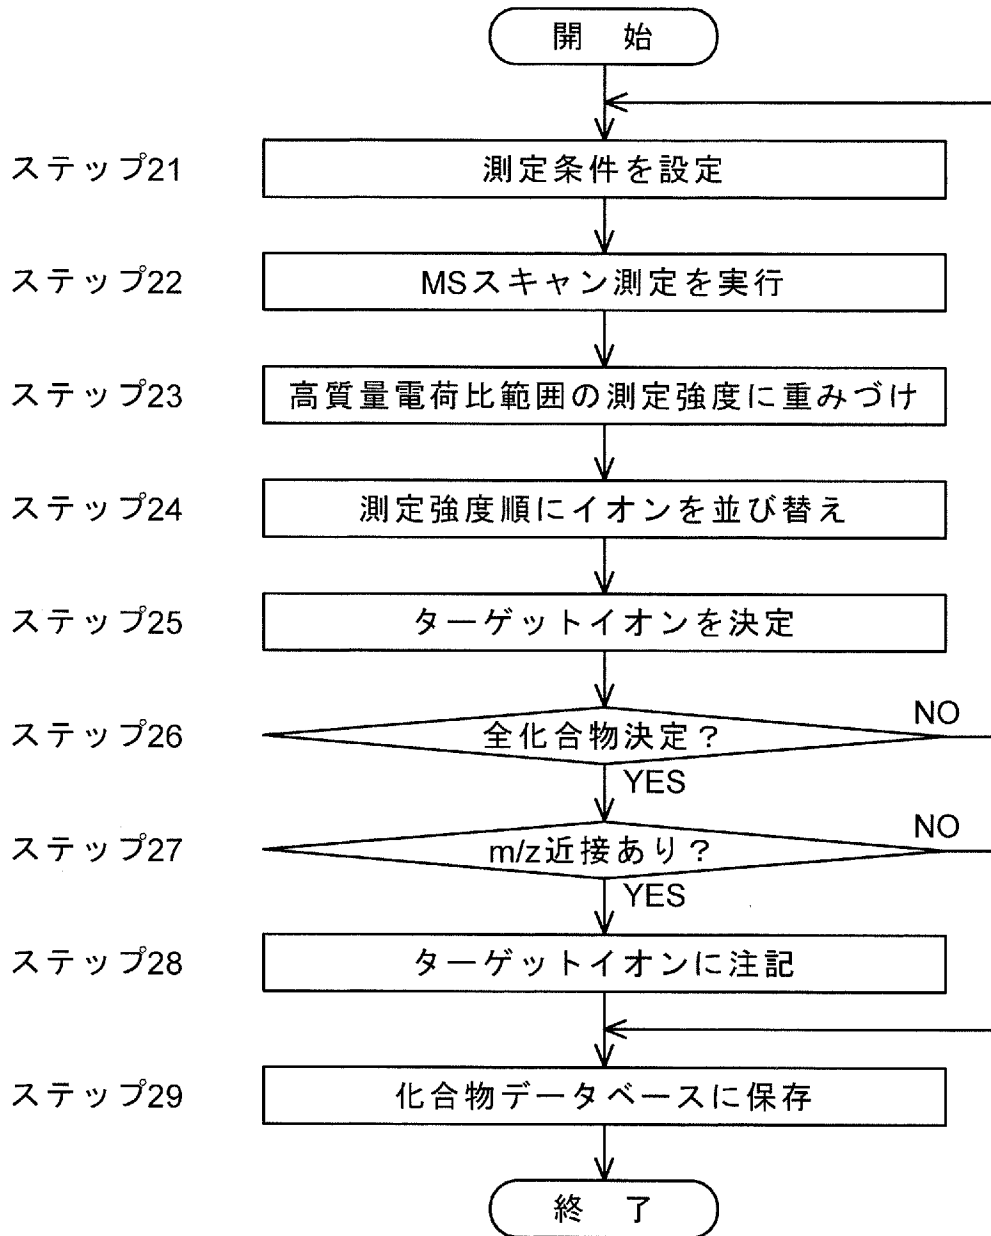 開 始
ステップ21 測定条件を設定
ステップ22 MSスキャン測定を実行
ステップ23 高質量電荷比範囲の測定強度に重みづけ
ステップ24 測定強度順にイオンを並び替え
ステップ25 ターゲットイオンを決定
ステップ26 全化合物決定？ NO
YES
ステップ27 m/z近接あり？ NO
YES
ステップ28 ターゲットイオンに注記
ステップ29 化合物データベースに保存
終 了